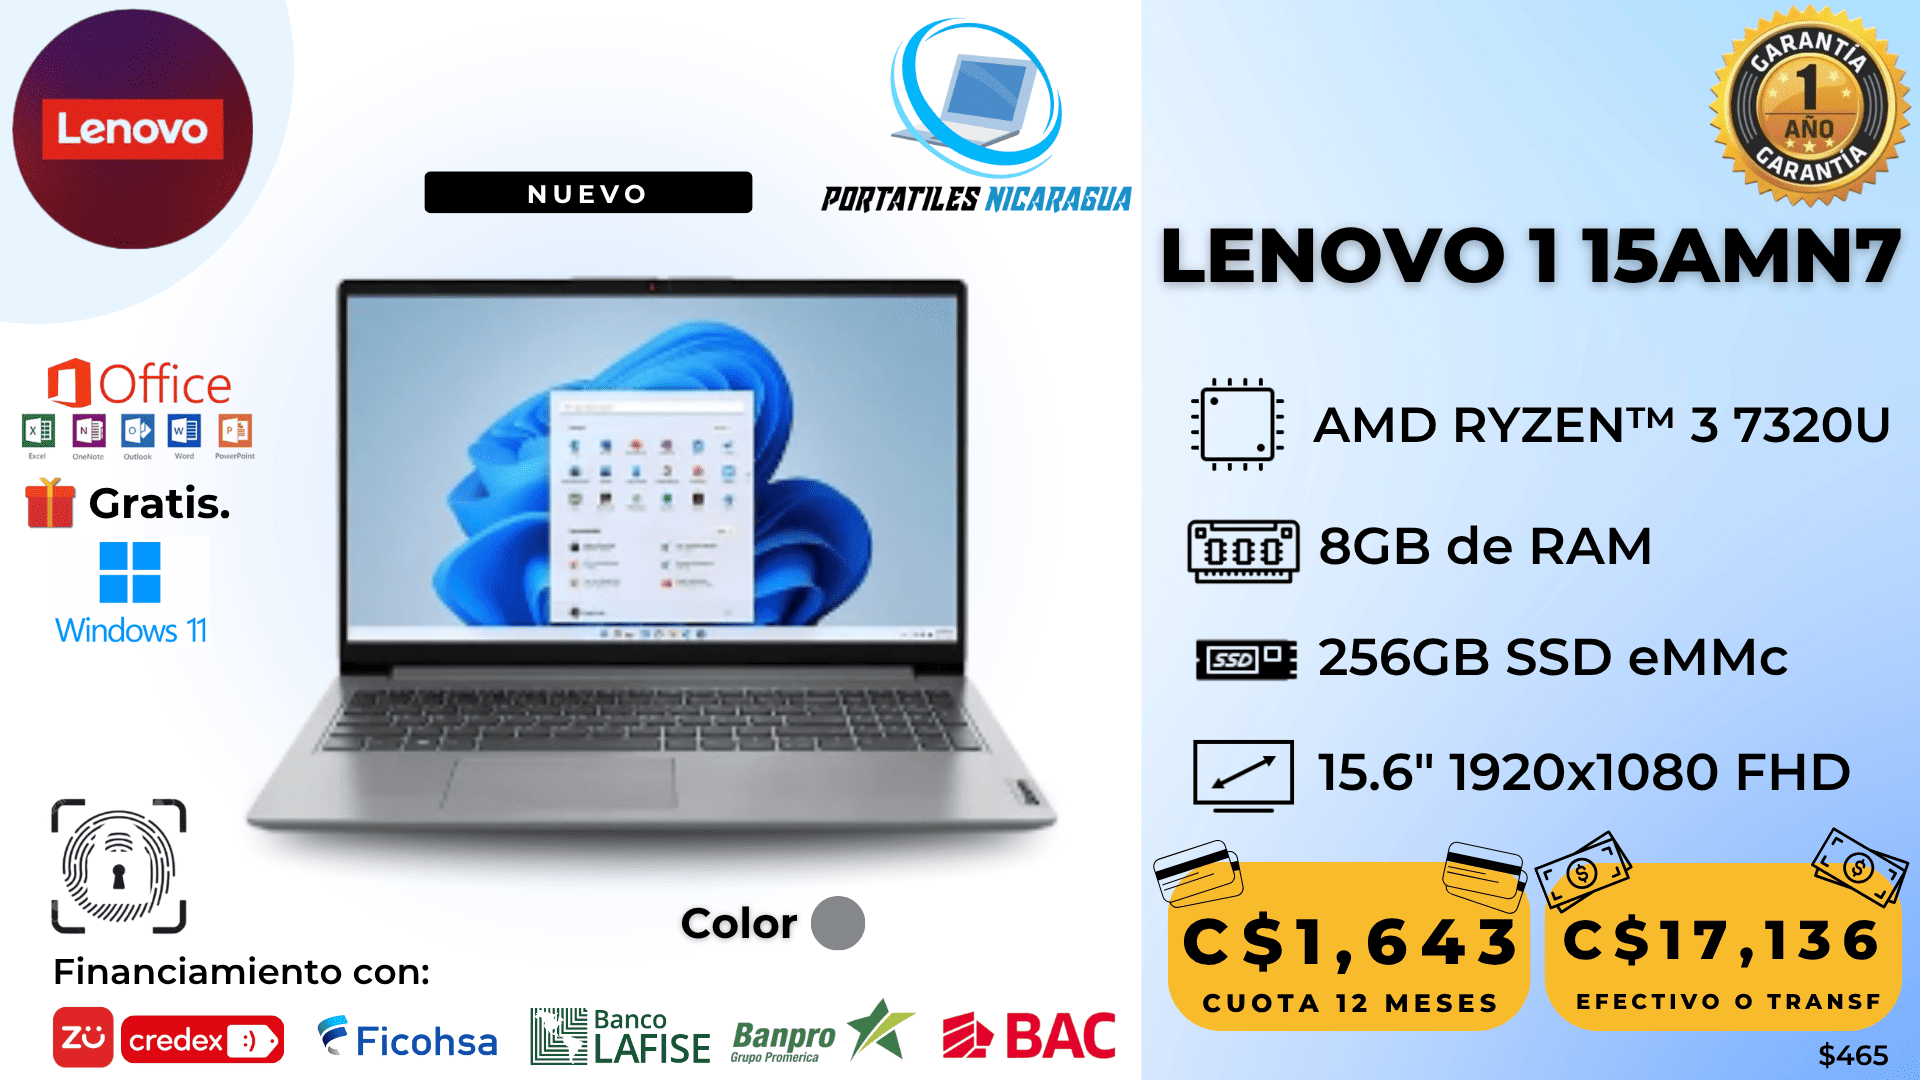 Lenovo
NUEVO
PORTATILES NICARAGUA
GARANTÍA
1
AÑO
GARANTÍA
LENOVO 1 15AMN7
Office
Excel
OneNote
Outlook
Word
PowerPoint
Gratis.
Windows 11
AMD RYZEN™ 3 7320U
8GB de RAM
SSD
256GB SSD eMMc
15.6" 1920x1080 FHD
Color
Financiamiento con:
zū
credex :)
Ficohsa
Banco
LAFISE
Banpro
Grupo Promerica
BAC
C$1,643
CUOTA 12 MESES
C$17,136
EFECTIVO O TRANSF
$465